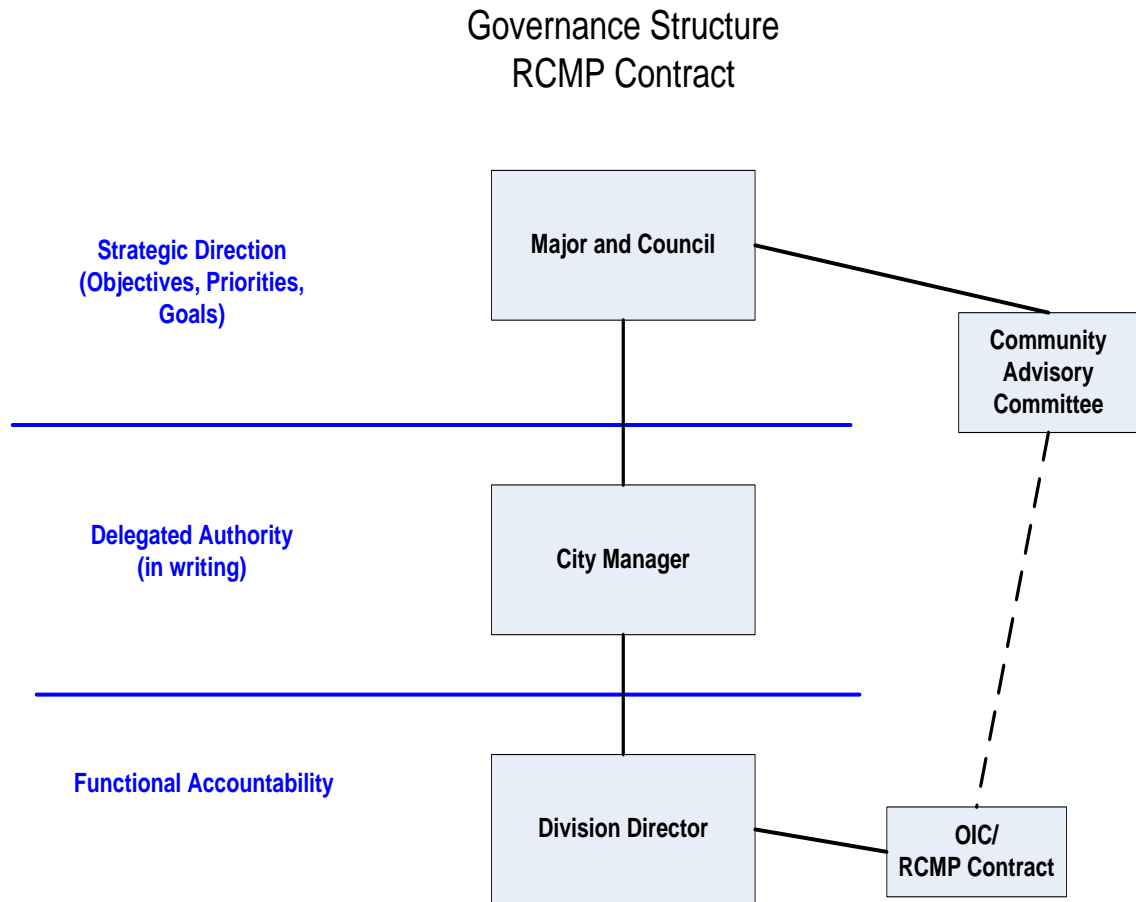 Governance Structure
RCMP Contract
Major and Council
Strategic Direction
(Objectives, Priorities,
Goals)
Community
Advisory
Committee
Delegated Authority
(in writing)
City Manager
Functional Accountability
Division Director
OIC/
RCMP Contract